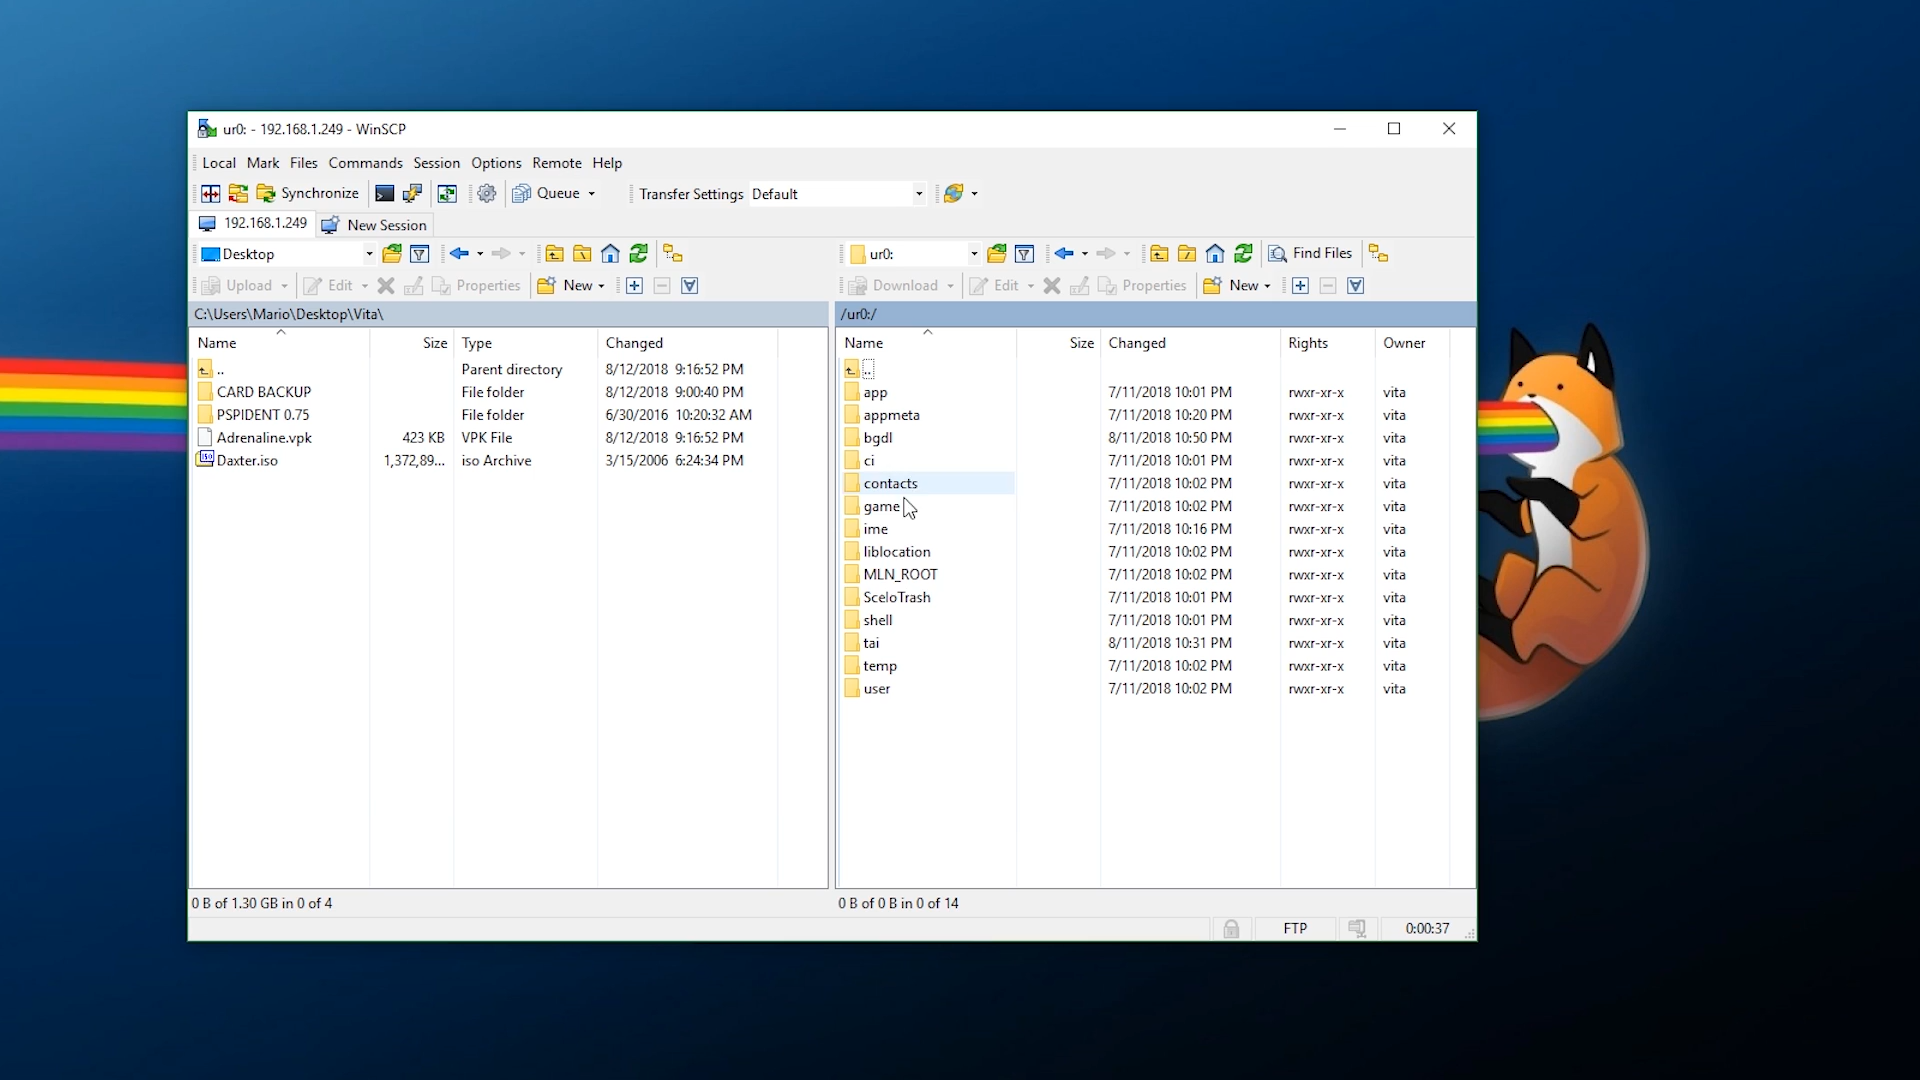 ur0: - 192.168.1.249 - WinSCP
Local Mark Files Commands Session Options Remote Help
Synchronize Queue Transfer Settings Default
192.168.1.249 New Session
Desktop ur0: Find Files
Upload Edit Properties New Download Edit Properties New
C:\Users\Mario\Desktop\Vita\ /ur0:/
Name Size Type Changed
.. Parent directory 8/12/2018 9:16:52 PM
CARD BACKUP File folder 8/12/2018 9:00:40 PM
PSPIDENT 0.75 File folder 6/30/2016 10:20:32 AM
Adrenaline.vpk 423 KB VPK File 8/12/2018 9:16:52 PM
Daxter.iso 1,372,89... iso Archive 3/15/2006 6:24:34 PM
Name Size Changed Rights Owner
..
app 7/11/2018 10:01 PM rwxr-xr-x vita
appmeta 7/11/2018 10:20 PM rwxr-xr-x vita
bgdl 8/11/2018 10:50 PM rwxr-xr-x vita
ci 7/11/2018 10:01 PM rwxr-xr-x vita
contacts 7/11/2018 10:02 PM rwxr-xr-x vita
game 7/11/2018 10:02 PM rwxr-xr-x vita
ime 7/11/2018 10:16 PM rwxr-xr-x vita
liblocation 7/11/2018 10:02 PM rwxr-xr-x vita
MLN_ROOT 7/11/2018 10:02 PM rwxr-xr-x vita
SceloTrash 7/11/2018 10:01 PM rwxr-xr-x vita
shell 7/11/2018 10:01 PM rwxr-xr-x vita
tai 8/11/2018 10:31 PM rwxr-xr-x vita
temp 7/11/2018 10:02 PM rwxr-xr-x vita
user 7/11/2018 10:02 PM rwxr-xr-x vita
0 B of 1.30 GB in 0 of 4 0 B of 0 B in 0 of 14
FTP 0:00:37